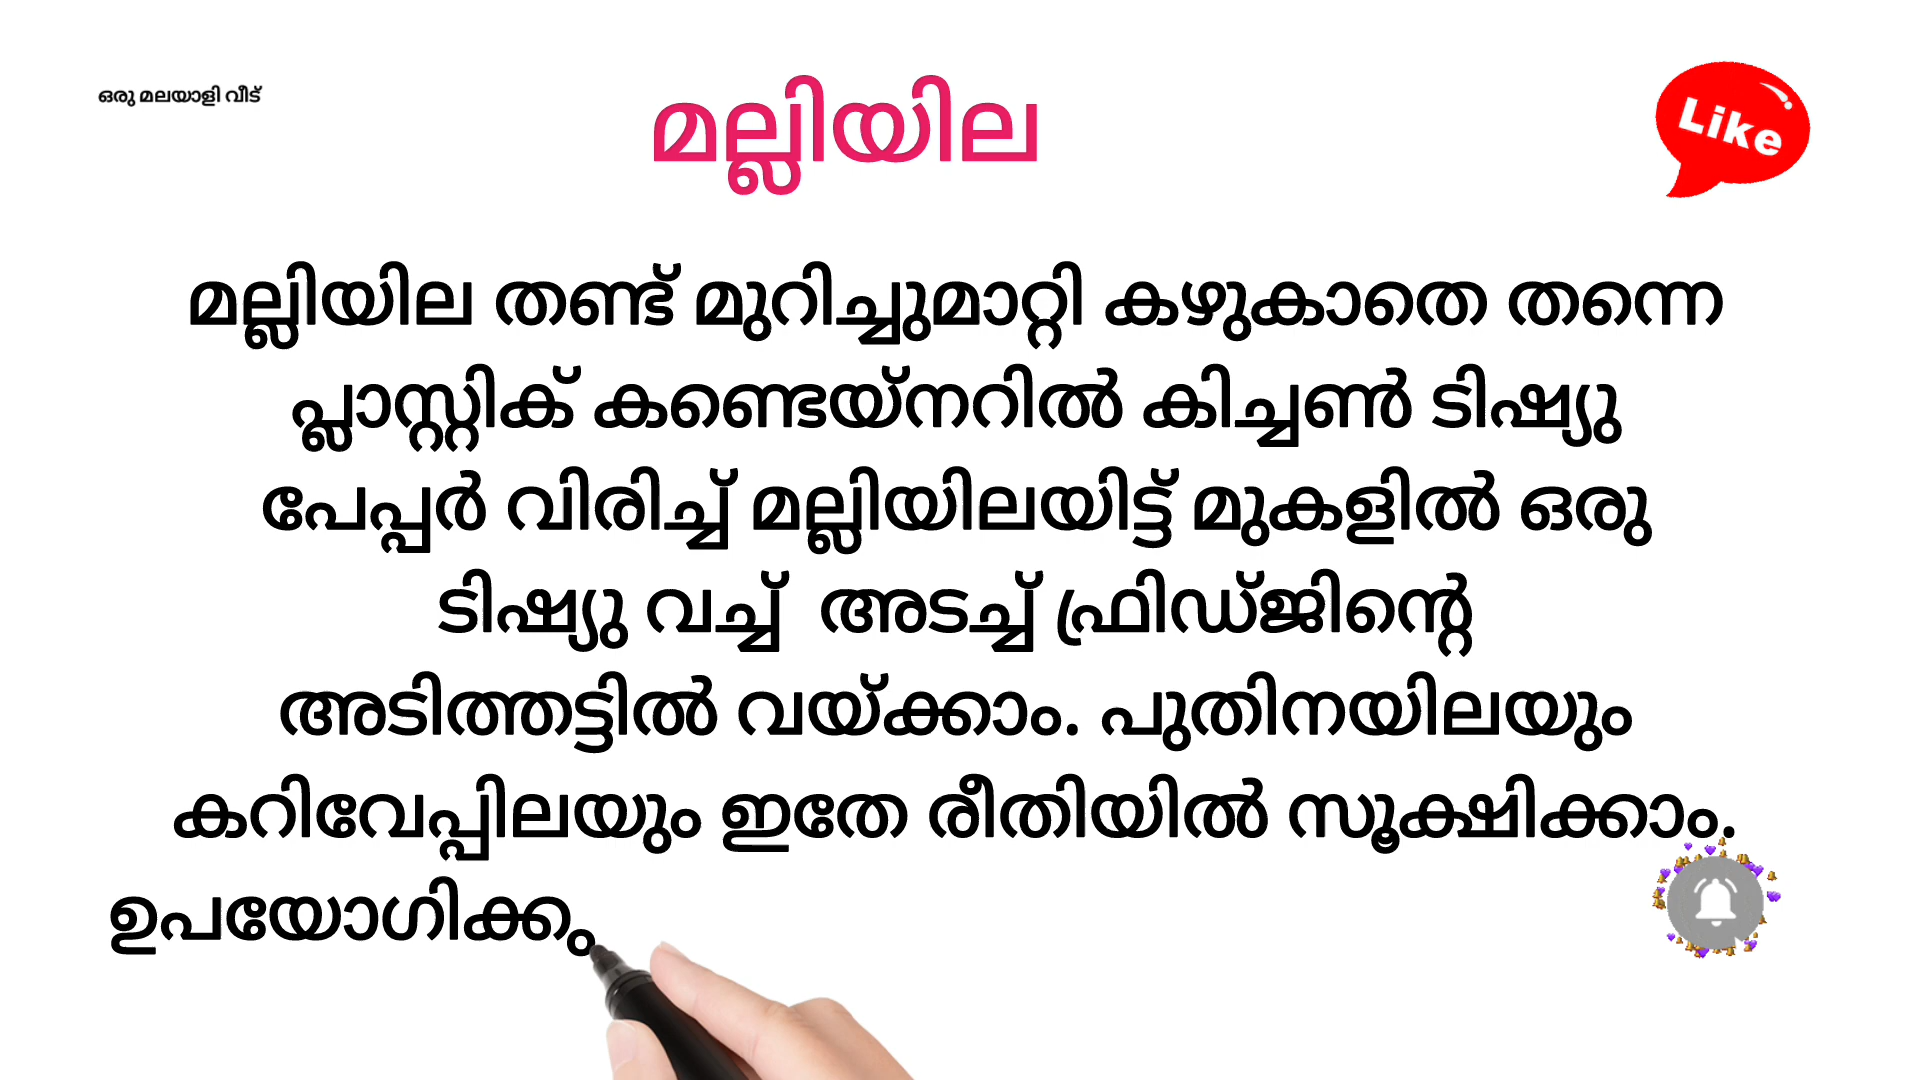 ഒരു മലയാളി വീട്
മല്ലിയില
Like
മല്ലിയില തണ്ട് മുറിച്ചുമാറ്റി കഴുകാതെ തന്നെ
പ്ലാസ്റ്റിക് കണ്ടെയ്നറിൽ കിച്ചൺ ടിഷ്യു
പേപ്പർ വിരിച്ച് മല്ലിയിലയിട്ട് മുകളിൽ ഒരു
ടിഷ്യു വച്ച് അടച്ച് ഫ്രിഡ്ജിന്റെ
അടിത്തട്ടിൽ വയ്ക്കാം. പുതിനയിലയും
കറിവേപ്പിലയും ഇതേ രീതിയിൽ സൂക്ഷിക്കാം.